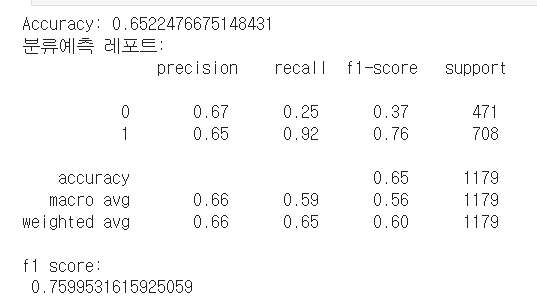 Accuracy: 0.6522476675148431
분류예측 레포트:
precision recall f1-score support
0 0.67 0.25 0.37 471
1 0.65 0.92 0.76 708
accuracy 0.65 1179
macro avg 0.66 0.59 0.56 1179
weighted avg 0.66 0.65 0.60 1179
f1 score:
0.7599531615925059